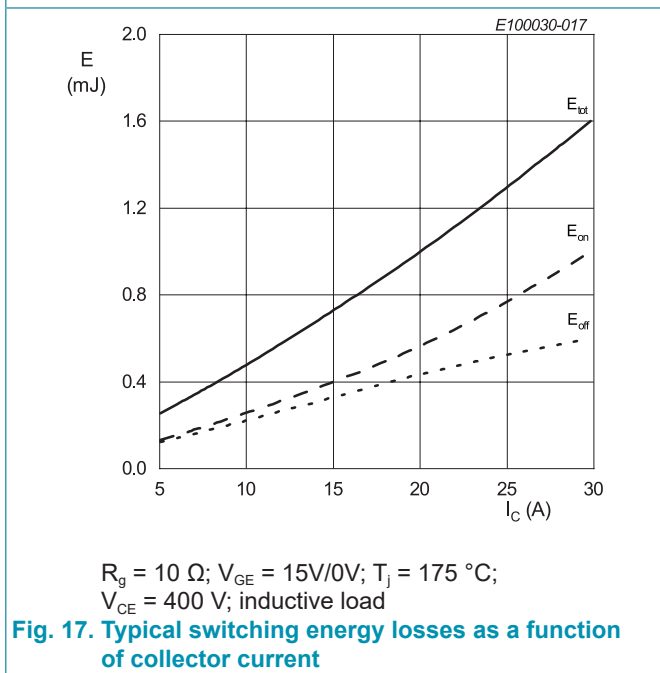 E100030-017
E
(mJ)
2.0
1.6
1.2
0.8
0.4
0.0
E_tot
E_on
E_off
5 10 15 20 25 30
I_C (A)
R_g = 10 Ω; V_GE = 15V/0V; T_j = 175 °C;
V_CE = 400 V; inductive load
Fig. 17. Typical switching energy losses as a function
of collector current